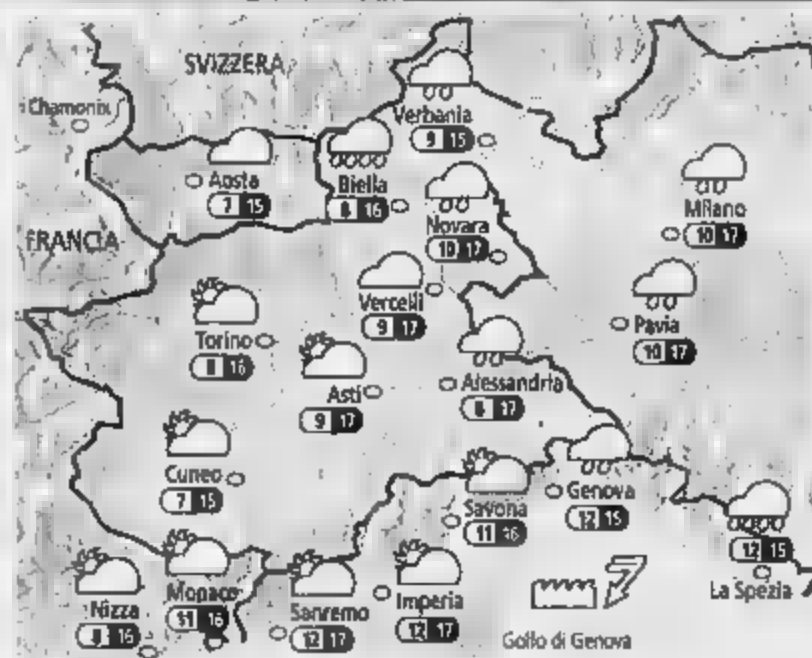 SVIZZERA
Chamonix
Verbania
9 15
Aosta
7 15
Biella
8 16
Milano
10 17
Novara
10 17
FRANCIA
Vercelli
9 17
Torino
8 16
Pavia
10 17
Asti
9 17
Alessandria
8 17
Cuneo
7 15
Savona
11 16
Genova
12 15
12 15
La Spezia
Monaco
11 16
Nizza
16
Sanremo
12 17
Imperia
12 17
Golfo di Genova